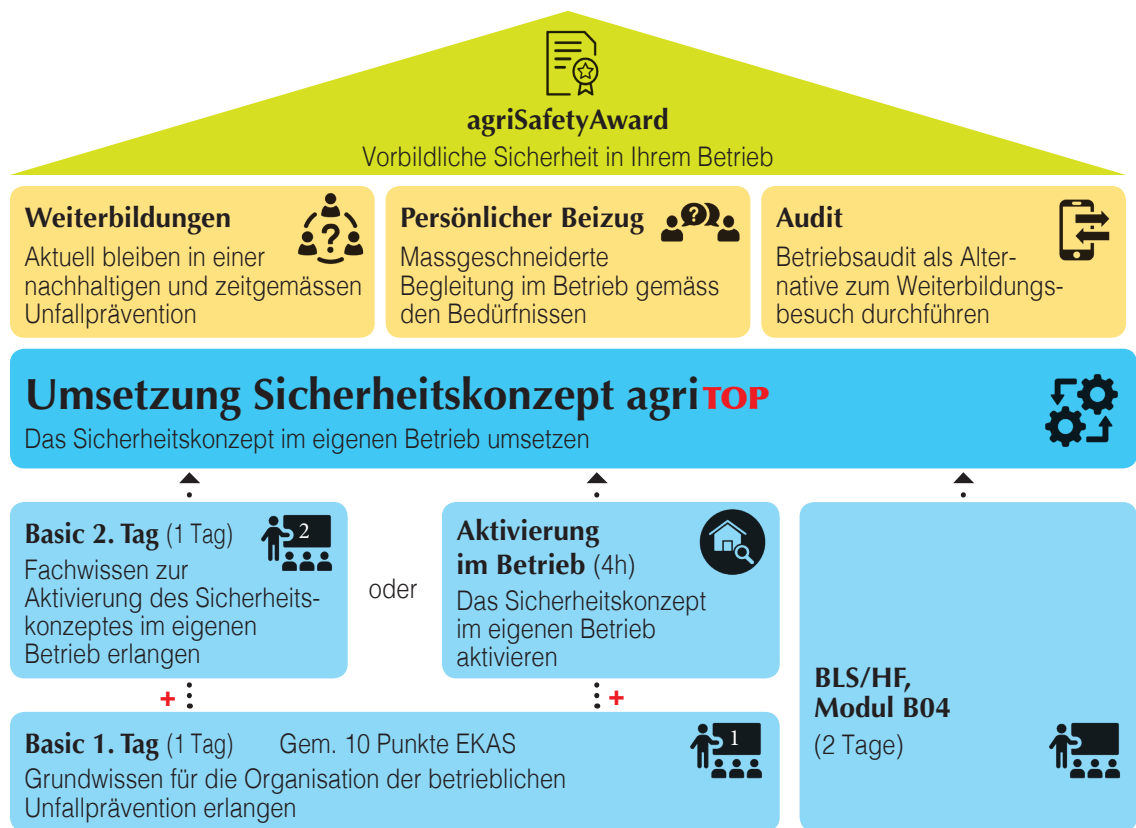 agriSafetyAward
Vorbildliche Sicherheit in Ihrem Betrieb
Weiterbildungen
Aktuell bleiben in einer
nachhaltigen und zeitgemässen
Unfallprävention
?
Persönlicher Beizug
Massgeschneiderte
Begleitung im Betrieb gemäss
den Bedürfnissen
?
Audit
Betriebsaudit als Alter-
native zum Weiterbildungs-
besuch durchführen
Umsetzung Sicherheitskonzept agriTOP
Das Sicherheitskonzept im eigenen Betrieb umsetzen
Basic 2. Tag (1 Tag)
2
Fachwissen zur
Aktivierung des Sicherheits-
konzeptes im eigenen
Betrieb erlangen
oder
Aktivierung
im Betrieb (4h)
Das Sicherheitskonzept
im eigenen Betrieb
aktivieren
+
+
Basic 1. Tag (1 Tag) Gem. 10 Punkte EKAS
1
Grundwissen für die Organisation der betrieblichen
Unfallprävention erlangen
BLS/HF,
Modul B04
(2 Tage)